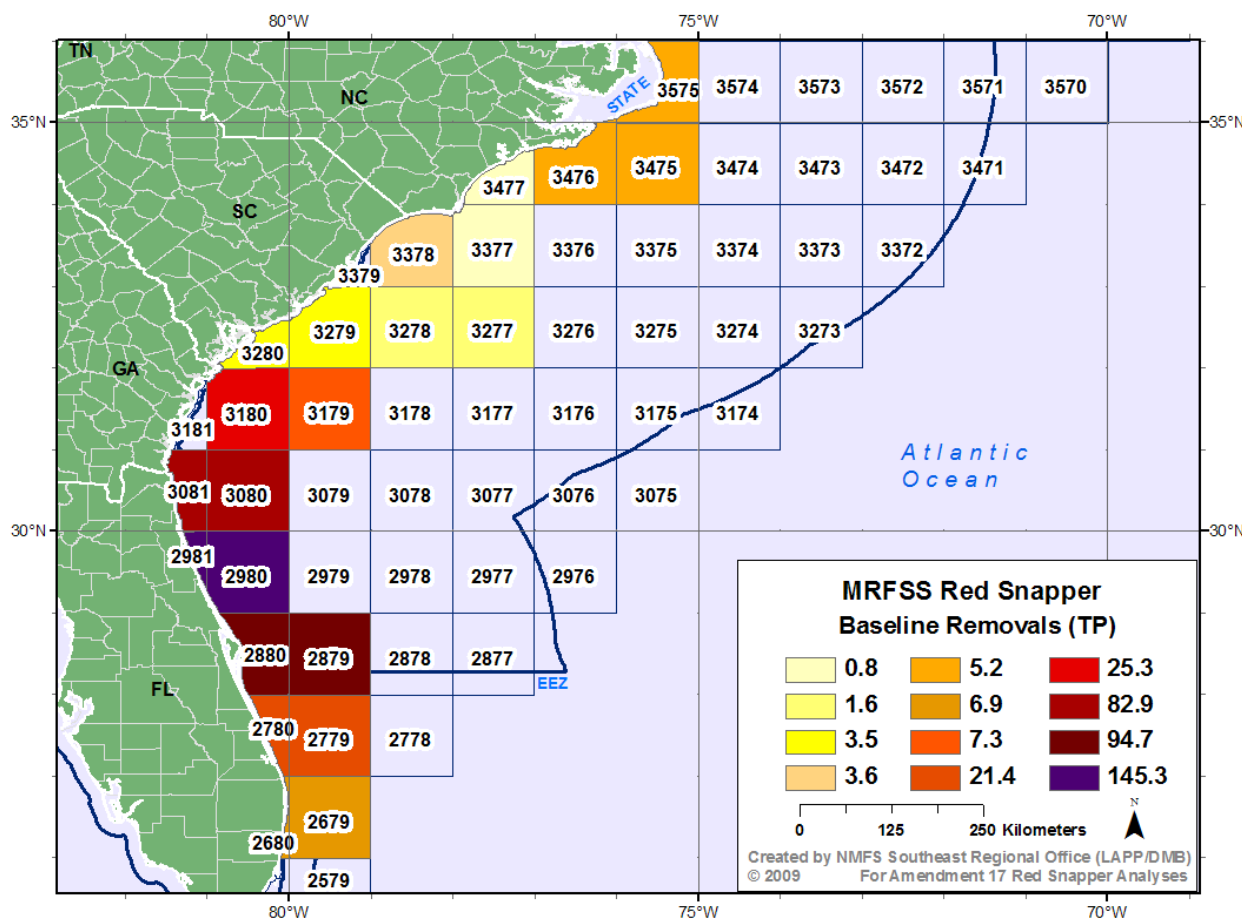 80°W 75°W 70°W
TN
NC
STATE
3575 3574 3573 3572 3571 3570
35°N 35°N
3477 3476 3475 3474 3473 3472 3471
SC
3379 3378 3377 3376 3375 3374 3373 3372
3280 3279 3278 3277 3276 3275 3274 3273
GA
3181 3180 3179 3178 3177 3176 3175 3174
Atlantic
Ocean
3081 3080 3079 3078 3077 3076 3075
30°N 30°N
2981 2980 2979 2978 2977 2976
2880 2879 2878 2877
EEZ
FL
2780 2779 2778
2680 2679
2579
MRFSS Red Snapper
Baseline Removals (TP)
0.8 5.2 25.3
1.6 6.9 82.9
3.5 7.3 94.7
3.6 21.4 145.3
N
0 125 250 Kilometers
Created by NMFS Southeast Regional Office (LAPP/DMB)
© 2009 For Amendment 17 Red Snapper Analyses
80°W 75°W 70°W